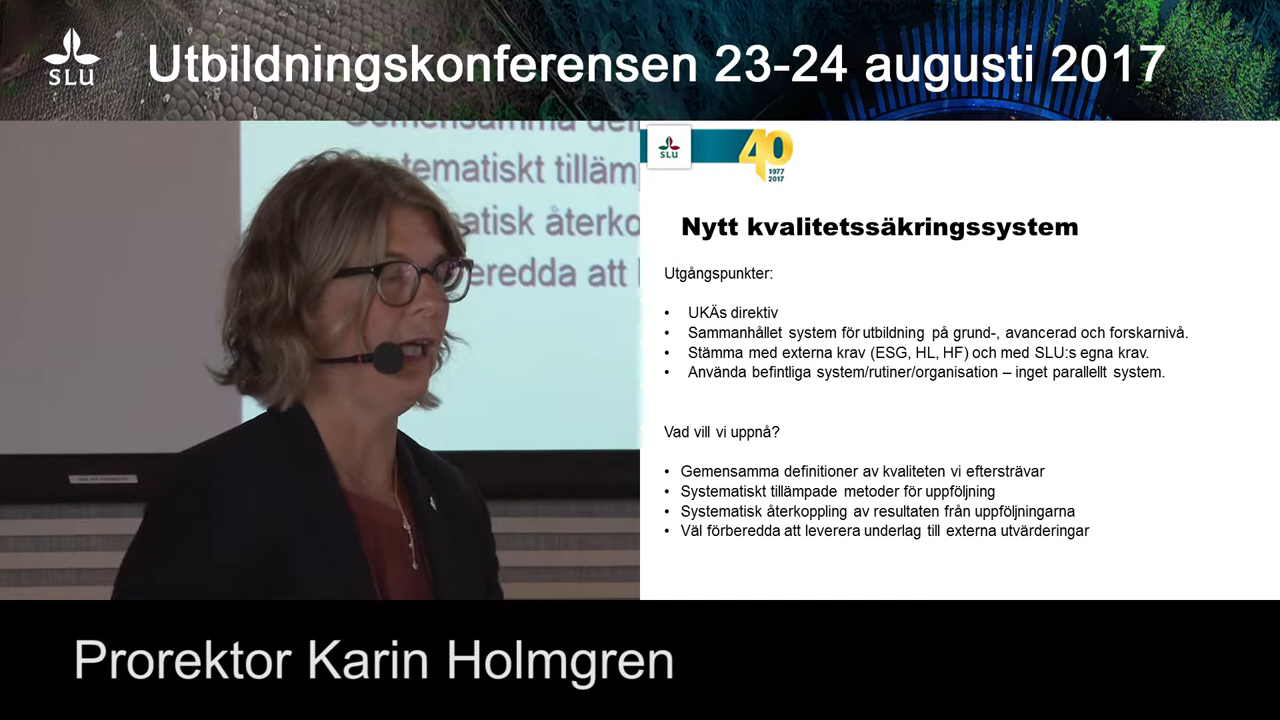 SLU
Utbildningskonferensen 23-24 augusti 2017
Gemensamma
Systematiskt tilläm
atisk återko
eredda att
SLU
40
1977
2017
Nytt kvalitetssäkringssystem
Utgångspunkter:
• UKÄs direktiv
• Sammanhållet system för utbildning på grund-, avancerad och forskarnivå.
• Stämma med externa krav (ESG, HL, HF) och med SLU:s egna krav.
• Använda befintliga system/rutiner/organisation – inget parallellt system.
Vad vill vi uppnå?
• Gemensamma definitioner av kvaliteten vi eftersträvar
• Systematiskt tillämpade metoder för uppföljning
• Systematisk återkoppling av resultaten från uppföljningarna
• Väl förberedda att leverera underlag till externa utvärderingar
Prorektor Karin Holmgren